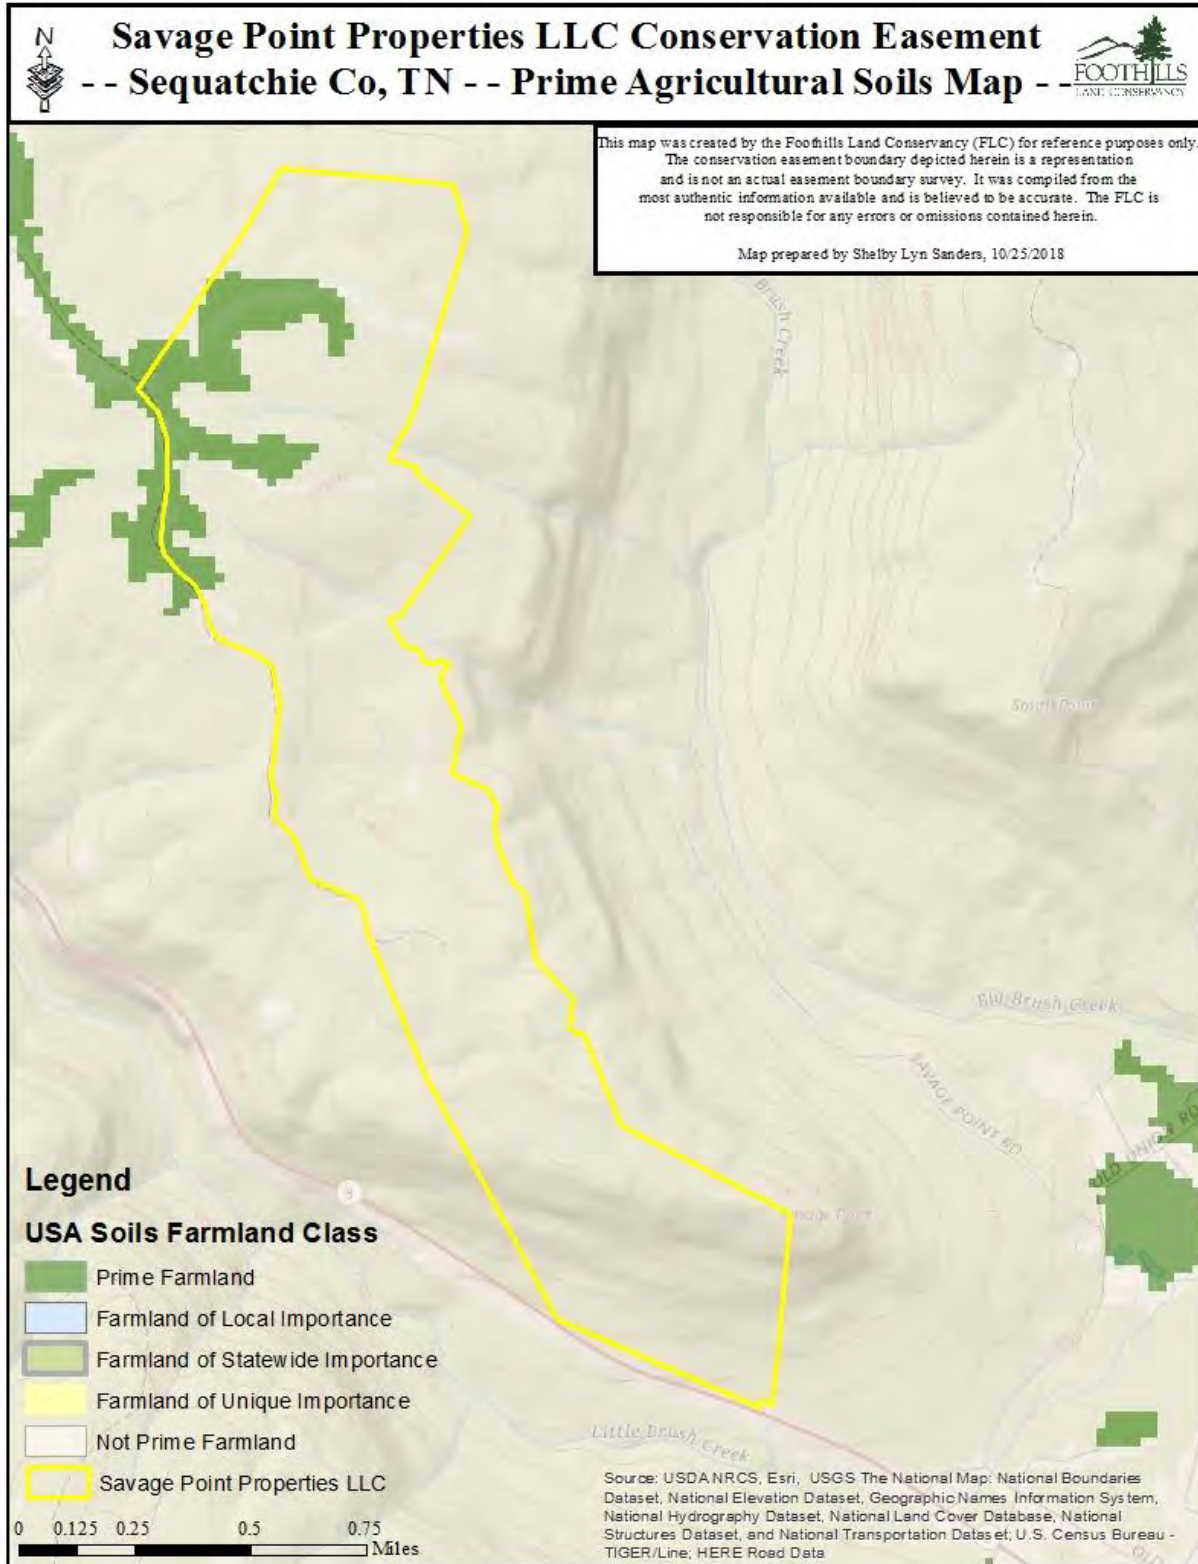 N
Savage Point Properties LLC Conservation Easement
- - Sequatchie Co, TN - - Prime Agricultural Soils Map - -
FOOTHILLS
LAND CONSERVANCY
This map was created by the Foothills Land Conservancy (FLC) for reference purposes only.
The conservation easement boundary depicted herein is a representation
and is not an actual easement boundary survey. It was compiled from the
most authentic information available and is believed to be accurate. The FLC is
not responsible for any errors or omissions contained herein.
Map prepared by Shelby Lyn Sanders, 10/25/2018
Brush Creek
Point
Brush Creek
SAVAGE POINT RD
OLD UNION RD
8
Point
Little Brush Creek
Legend
USA Soils Farmland Class
Prime Farmland
Farmland of Local Importance
Farmland of Statewide Importance
Farmland of Unique Importance
Not Prime Farmland
Savage Point Properties LLC
0 0.125 0.25 0.5 0.75
Miles
Source: USDA NRCS, Esri, USGS The National Map: National Boundaries
Dataset, National Elevation Dataset, Geographic Names Information System,
National Hydrography Dataset, National Land Cover Database, National
Structures Dataset, and National Transportation Dataset; U.S. Census Bureau -
TIGER/Line; HERE Road Data